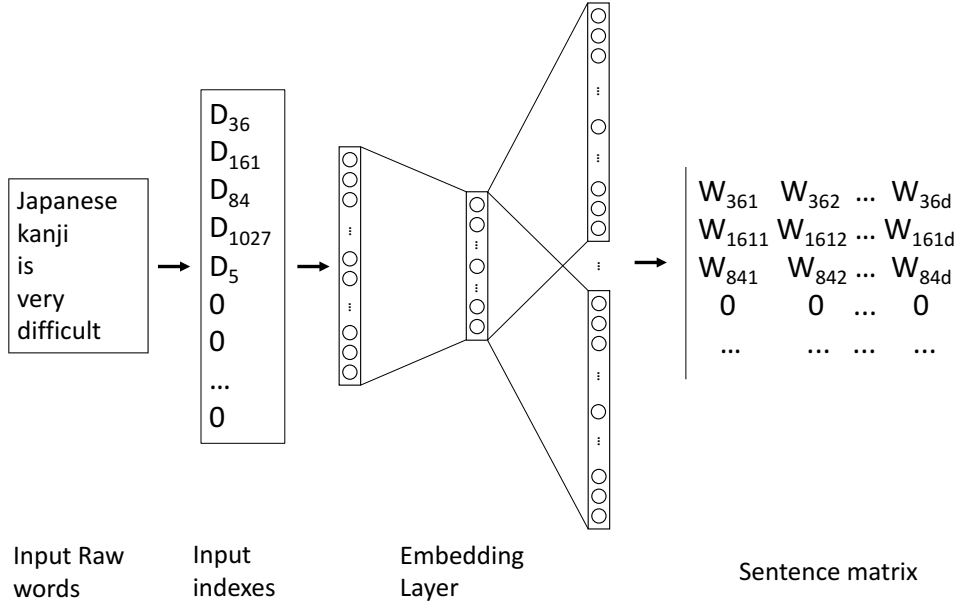 Japanese
kanji
is
very
difficult
D₃₆
D₁₆₁
D₈₄
D₁₀₂₇
D₅
0
0
...
0
...
...
...
...
...
...
...
...
...
W₃₆₁ W₃₆₂ ... W₃₆d
W₁₆₁₁ W₁₆₁₂ ... W₁₆₁d
W₈₄₁ W₈₄₂ ... W₈₄d
0 0 ... 0
... ... ... ...
Input Raw
words
Input
indexes
Embedding
Layer
Sentence matrix